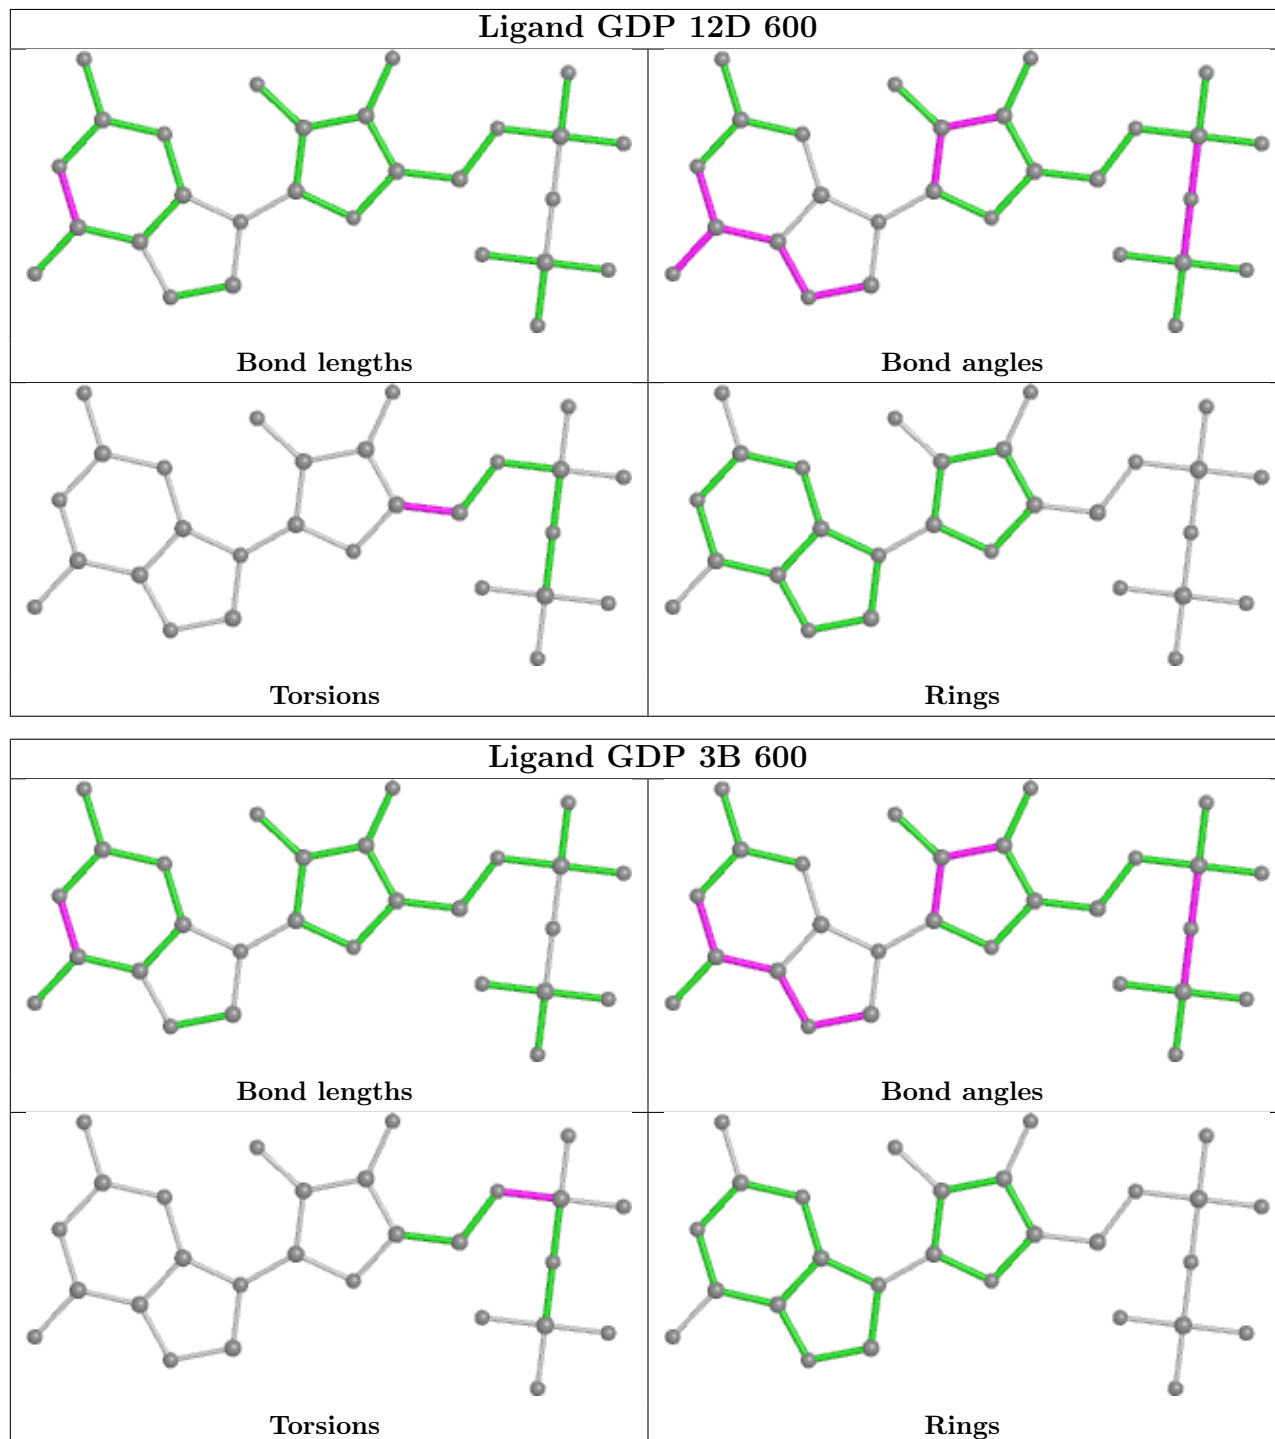 Ligand GDP 12D 600
Bond lengths
Bond angles
Torsions
Rings
Ligand GDP 3B 600
Bond lengths
Bond angles
Torsions
Rings